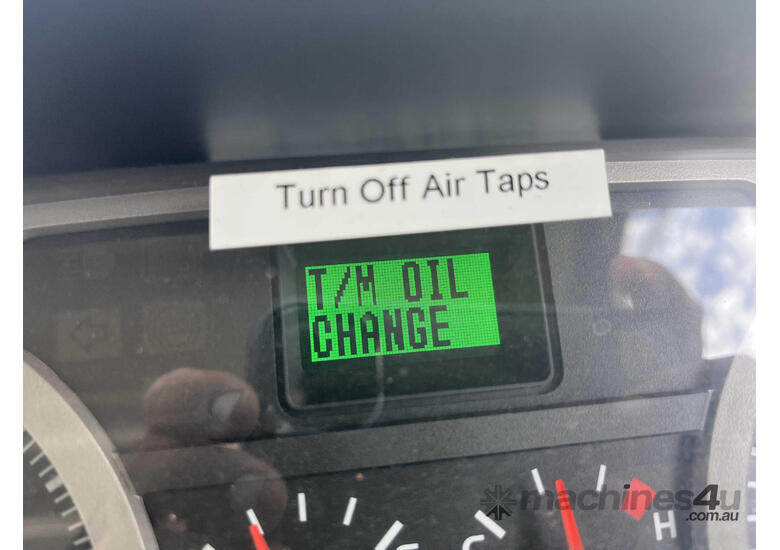 Turn Off Air Taps
T/M OIL
CHANGE
C
H
machines4u
.com.au